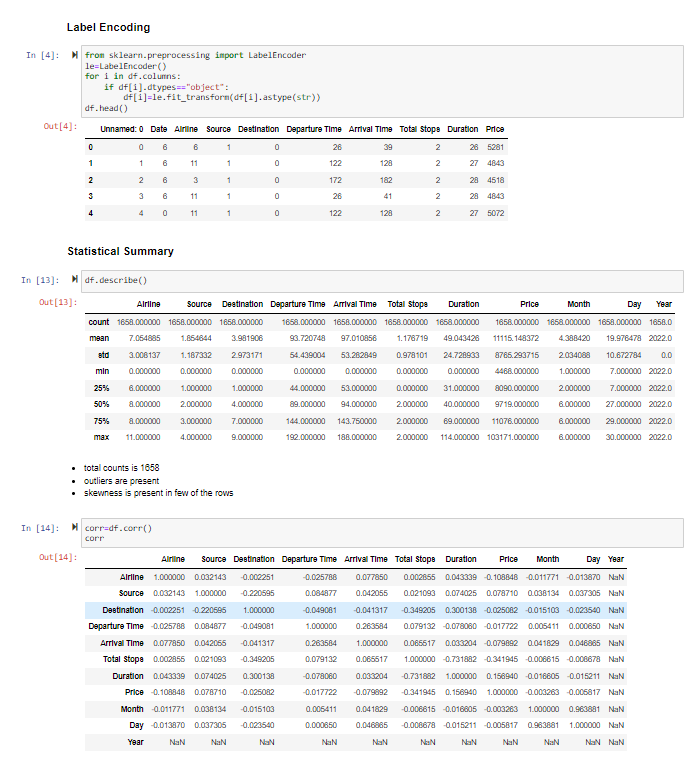 Label Encoding
In [4]:
from sklearn.preprocessing import LabelEncoder
le=LabelEncoder()
for i in df.columns:
if df[i].dtypes=="object":
df[i]=le.fit_transform(df[i].astype(str))
df.head()
Out[4]:
Unnamed: 0 Date Airline Source Destination Departure Time Arrival Time Total Stops Duration Price
0 0 6 6 1 0 26 39 2 26 5281
1 1 6 11 1 0 122 128 2 27 4843
2 2 6 3 1 0 172 182 2 28 4518
3 3 6 11 1 0 26 41 2 28 4843
4 4 0 11 1 0 122 128 2 27 5072
Statistical Summary
In [13]: df.describe()
Out[13]:
Airline Source Destination Departure Time Arrival Time Total Stops Duration Price Month Day Year
count 1658.000000 1658.000000 1658.000000 1658.000000 1658.000000 1658.000000 1658.000000 1658.000000 1658.000000 1658.000000 1658.0
mean 7.054885 1.854644 3.981906 93.720748 97.010856 1.176719 49.043426 11115.148372 4.388420 19.976478 2022.0
std 3.008137 1.187332 2.973171 54.439004 53.282849 0.978101 24.728933 8765.293715 2.034088 10.672784 0.0
min 0.000000 0.000000 0.000000 0.000000 0.000000 0.000000 0.000000 4468.000000 1.000000 7.000000 2022.0
25% 6.000000 1.000000 1.000000 44.000000 53.000000 0.000000 31.000000 8090.000000 2.000000 7.000000 2022.0
50% 8.000000 2.000000 4.000000 89.000000 94.000000 2.000000 40.000000 9719.000000 6.000000 27.000000 2022.0
75% 8.000000 3.000000 7.000000 144.000000 143.750000 2.000000 69.000000 11076.000000 6.000000 29.000000 2022.0
max 11.000000 4.000000 9.000000 192.000000 188.000000 2.000000 114.000000 103171.000000 6.000000 30.000000 2022.0
• total counts is 1658
• outliers are present
• skewness is present in few of the rows
In [14]:
corr=df.corr()
corr
Out[14]:
Airline Source Destination Departure Time Arrival Time Total Stops Duration Price Month Day Year
Airline 1.000000 0.032143 -0.002251 -0.025788 0.077850 0.002855 0.043339 -0.108848 -0.011771 -0.013870 NaN
Source 0.032143 1.000000 -0.220595 0.084877 0.042055 0.021093 0.074025 0.078710 0.038134 0.037305 NaN
Destination -0.002251 -0.220595 1.000000 -0.049081 -0.041317 -0.349205 0.300138 -0.025082 -0.015103 -0.023540 NaN
Departure Time -0.025788 0.084877 -0.049081 1.000000 0.263584 0.079132 -0.078060 -0.017722 0.005411 0.000650 NaN
Arrival Time 0.077850 0.042055 -0.041317 0.263584 1.000000 0.065517 0.033204 -0.079892 0.041829 0.046865 NaN
Total Stops 0.002855 0.021093 -0.349205 0.079132 0.065517 1.000000 -0.731882 -0.341945 -0.006615 -0.008678 NaN
Duration 0.043339 0.074025 0.300138 -0.078060 0.033204 -0.731882 1.000000 0.156940 -0.016605 -0.015211 NaN
Price -0.108848 0.078710 -0.025082 -0.017722 -0.079892 -0.341945 0.156940 1.000000 -0.003263 -0.005817 NaN
Month -0.011771 0.038134 -0.015103 0.005411 0.041829 -0.006615 -0.016605 -0.003263 1.000000 0.963881 NaN
Day -0.013870 0.037305 -0.023540 0.000650 0.046865 -0.008678 -0.015211 -0.005817 0.963881 1.000000 NaN
Year NaN NaN NaN NaN NaN NaN NaN NaN NaN NaN NaN